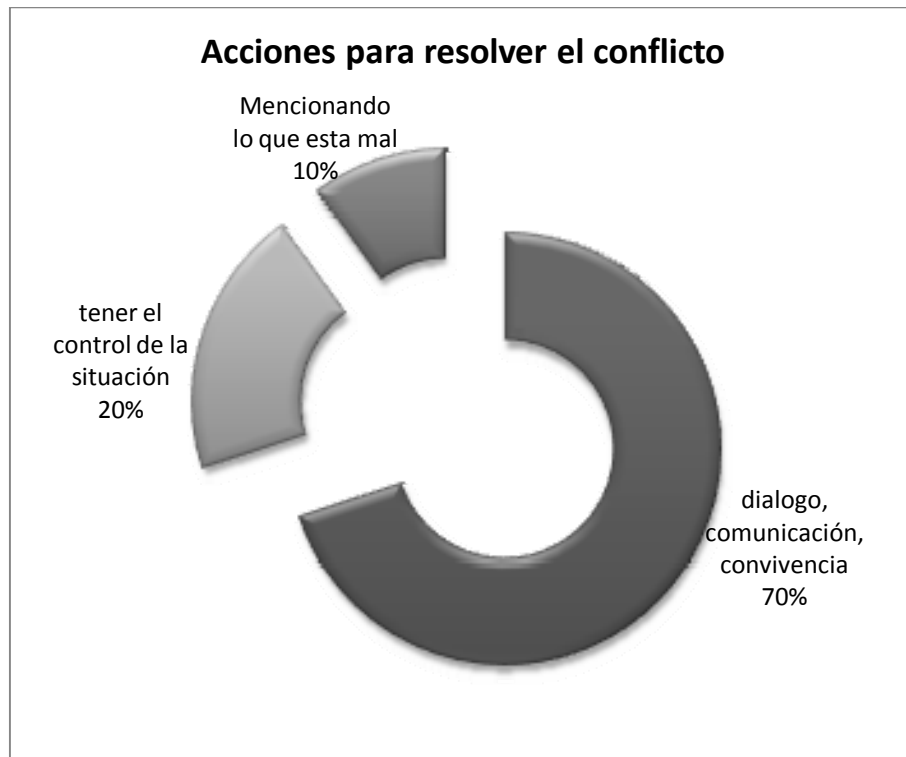 Acciones para resolver el conflicto
Mencionando
lo que esta mal
10%
tener el
control de la
situación
20%
dialogo,
comunicación,
convivencia
70%